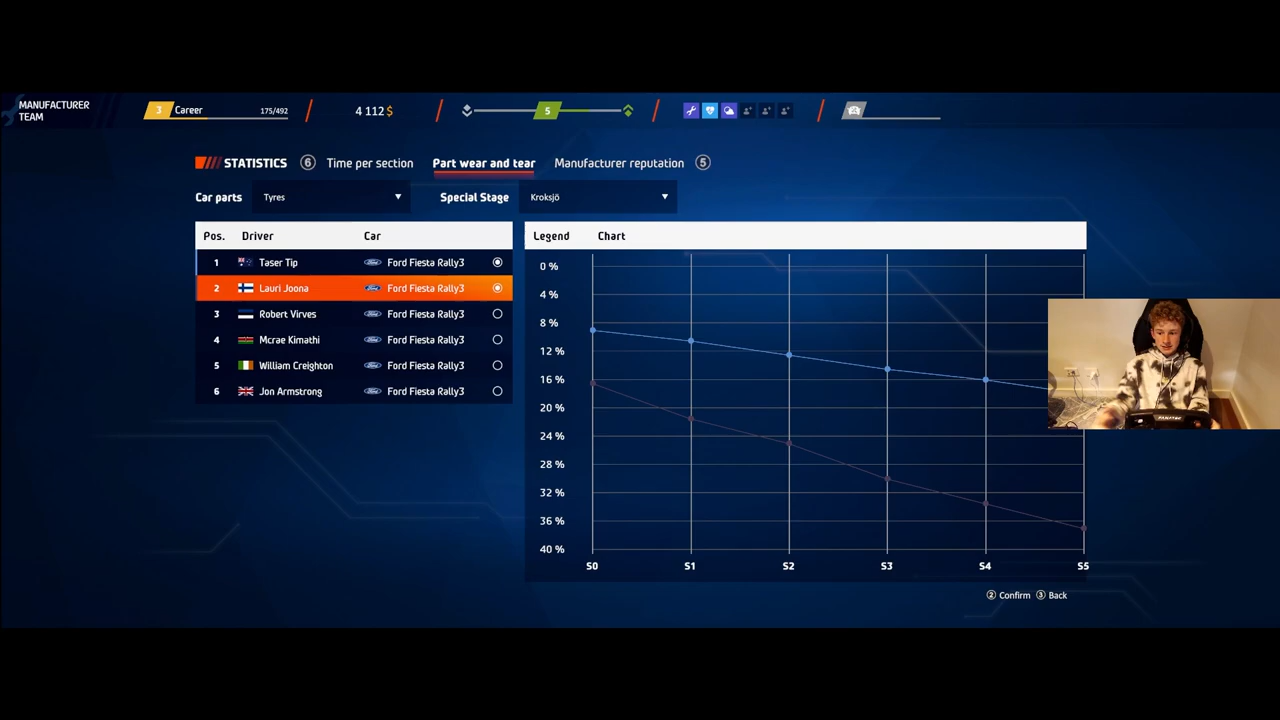 MANUFACTURER
TEAM
3 Career 175/492
4 112 $
5
STATISTICS 6 Time per section Part wear and tear Manufacturer reputation 5
Car parts Tyres Special Stage Kroksjö
Pos. Driver Car
1 Taser Tip Ford Fiesta Rally3
2 Lauri Joona Ford Fiesta Rally3
3 Robert Virves Ford Fiesta Rally3
4 Mcrae Kimathi Ford Fiesta Rally3
5 William Creighton Ford Fiesta Rally3
6 Jon Armstrong Ford Fiesta Rally3
Legend Chart
0 %
4 %
8 %
12 %
16 %
20 %
24 %
28 %
32 %
36 %
40 %
S0 S1 S2 S3 S4 S5
2 Confirm 3 Back
FANATEC